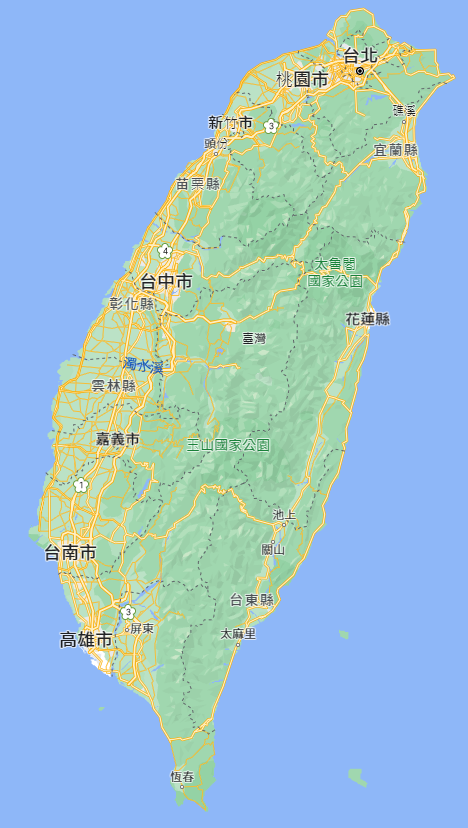 台北
桃園市
礁溪
新竹市
3
頭份
宜蘭縣
苗栗縣
4
太魯閣
國家公園
台中市
彰化縣
花蓮縣
臺灣
濁水溪
雲林縣
嘉義市
玉山國家公園
1
池上
台南市
關山
台東縣
3
屏東
太麻里
高雄市
恆春